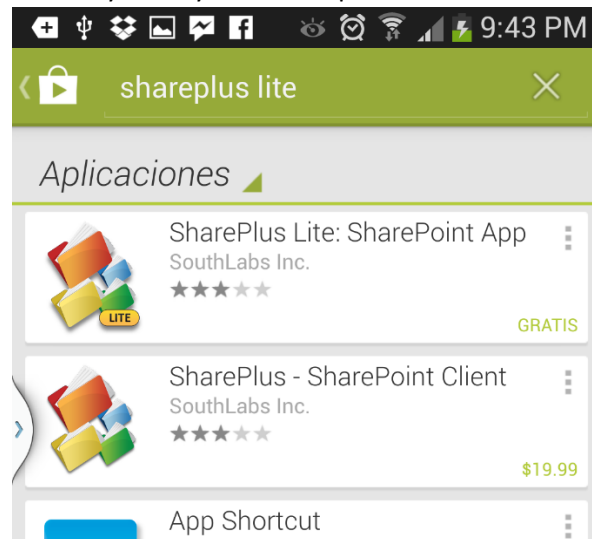 9:43 PM
shareplus lite
Aplicaciones
SharePlus Lite: SharePoint App
SouthLabs Inc.
LITE
GRATIS
SharePlus - SharePoint Client
SouthLabs Inc.
$19.99
App Shortcut